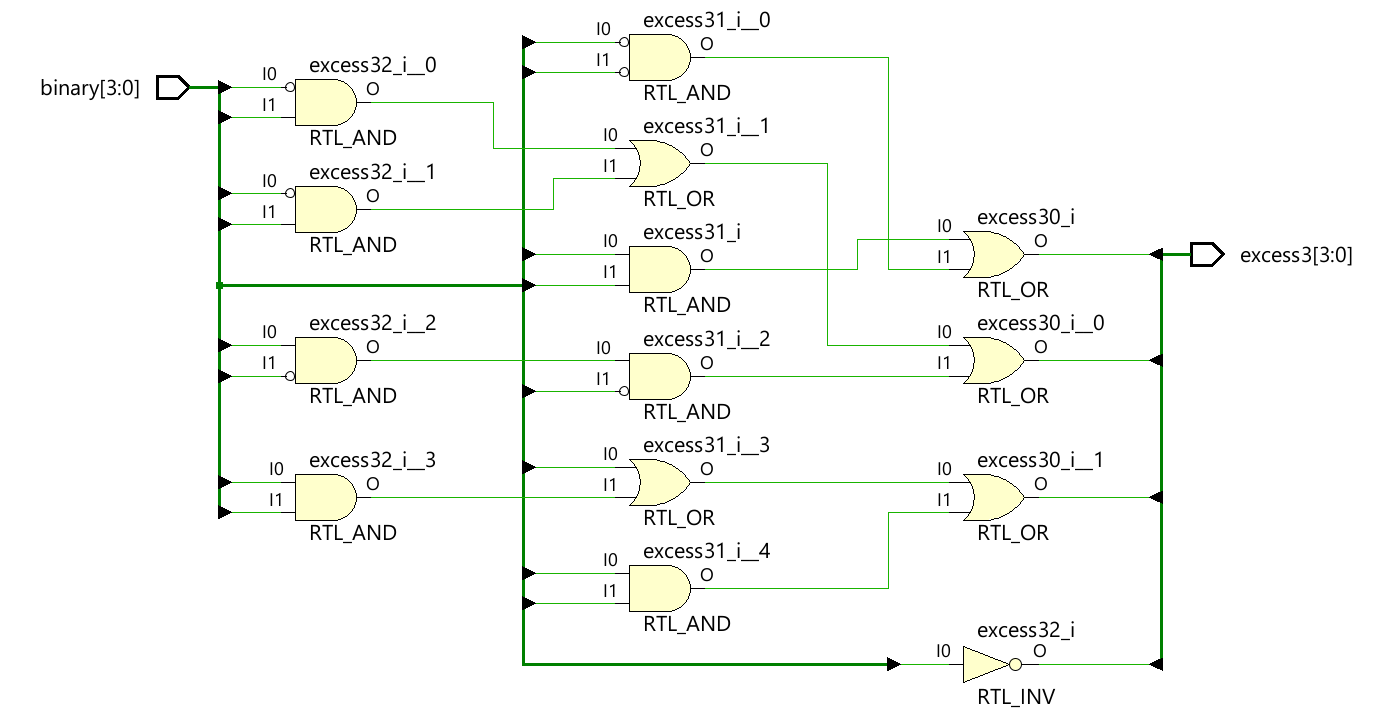 binary[3:0]
I0
I1
excess32_i__0
O
RTL_AND
I0
I1
excess32_i__1
O
RTL_AND
I0
I1
excess32_i__2
O
RTL_AND
I0
I1
excess32_i__3
O
RTL_AND
I0
I1
excess31_i__0
O
RTL_AND
I0
I1
excess31_i__1
O
RTL_OR
I0
I1
excess31_i
O
RTL_AND
I0
I1
excess31_i__2
O
RTL_AND
I0
I1
excess31_i__3
O
RTL_OR
I0
I1
excess31_i__4
O
RTL_AND
I0
I1
excess30_i
O
RTL_OR
I0
I1
excess30_i__0
O
RTL_OR
I0
I1
excess30_i__1
O
RTL_OR
I0
excess32_i
O
RTL_INV
excess3[3:0]